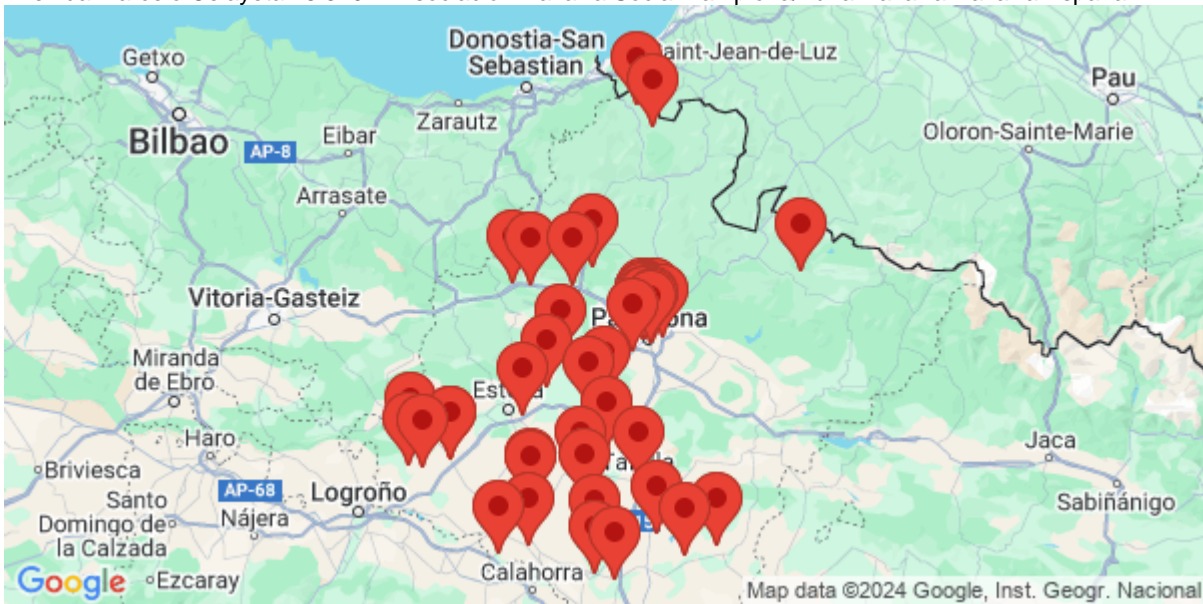 Getxo
Donostia-San
Sebastian
aint-Jean-de-Luz
Pau
Bilbao
AP-8
Eibar
Zarautz
Oloron-Sainte-Marie
Arrasate
Vitoria-Gasteiz
Miranda
de Ebro
Haro
Briviesca
AP-68
Logroño
Santo
Domingo de
la Calzada
Nájera
Jaca
Sabiñánigo
Calahorra
Ezcaray
Google
Map data ©2024 Google, Inst. Geogr. Nacional